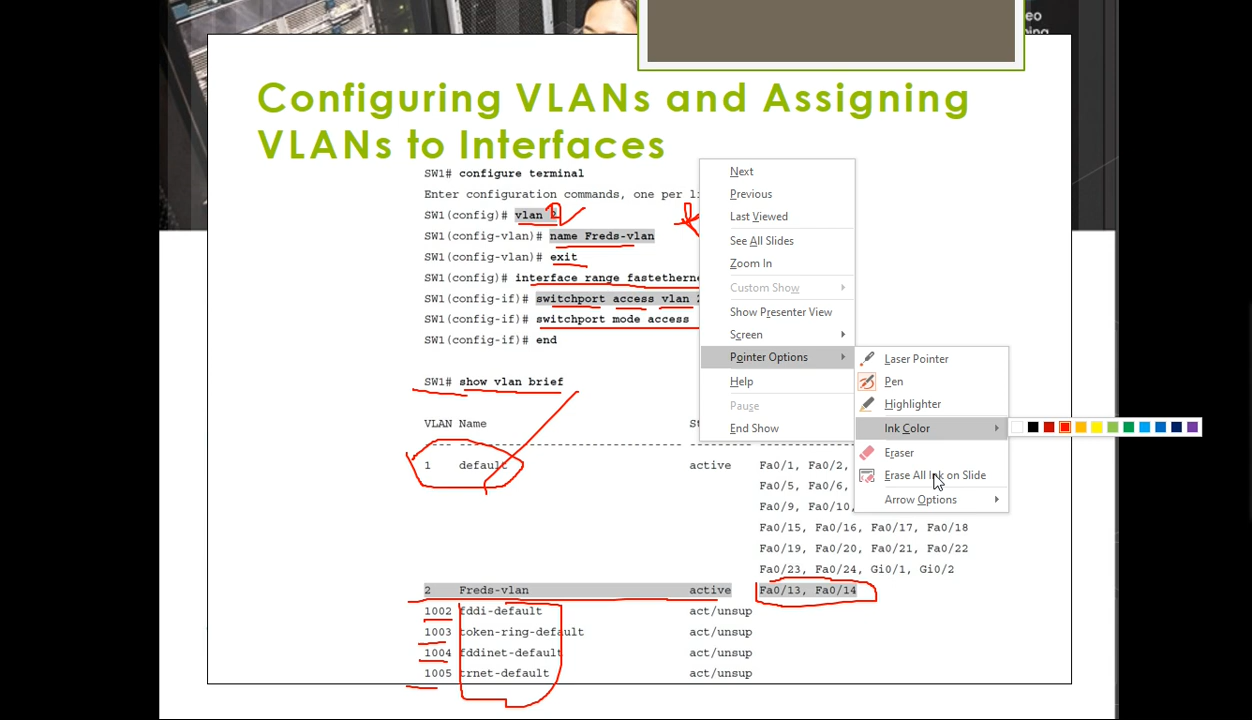 eo
Configuring VLANs and Assigning
VLANs to Interfaces
SW1# configure terminal
Enter configuration commands, one per
SW1(config)# vlan 2
SW1(config-vlan)# name Freds-vlan
SW1(config-vlan)# exit
SW1(config)# interface range fastetherne
SW1(config-if)# switchport access vlan 2
SW1(config-if)# switchport mode access
SW1(config-if)# end
SW1# show vlan brief
VLAN Name
1 default active Fa0/1, Fa0/2,
Fa0/5, Fa0/6,
Fa0/9, Fa0/10,
Fa0/15, Fa0/16, Fa0/17, Fa0/18
Fa0/19, Fa0/20, Fa0/21, Fa0/22
Fa0/23, Fa0/24, Gi0/1, Gi0/2
2 Freds-vlan active Fa0/13, Fa0/14
1002 fddi-default act/unsup
1003 token-ring-default act/unsup
1004 fddinet-default act/unsup
1005 trnet-default act/unsup
Next
Previous
Last Viewed
See All Slides
Zoom In
Custom Show
Show Presenter View
Screen
Pointer Options
Help
Pause
End Show
Laser Pointer
Pen
Highlighter
Ink Color
Eraser
Erase All Ink on Slide
Arrow Options